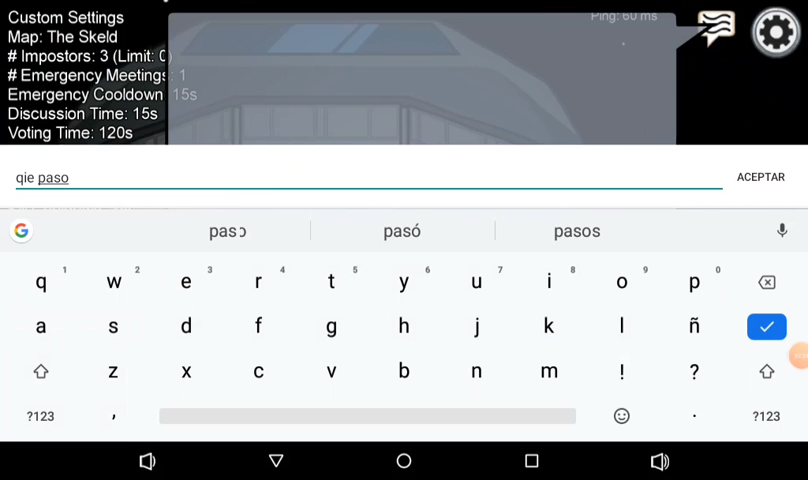 Custom Settings
Ping: 60 ms
Map: The Skeld
# Impostors: 3 (Limit: 0)
# Emergency Meetings: 1
Emergency Cooldown: 15s
Discussion Time: 15s
Voting Time: 120s
qie paso
ACEPTAR
G paso pasó pasos
1 2 3 4 5 6 7 8 9 0
q w e r t y u i o p
a s d f g h j k l ñ
z x c v b n m ! ?
?123 , . ?123